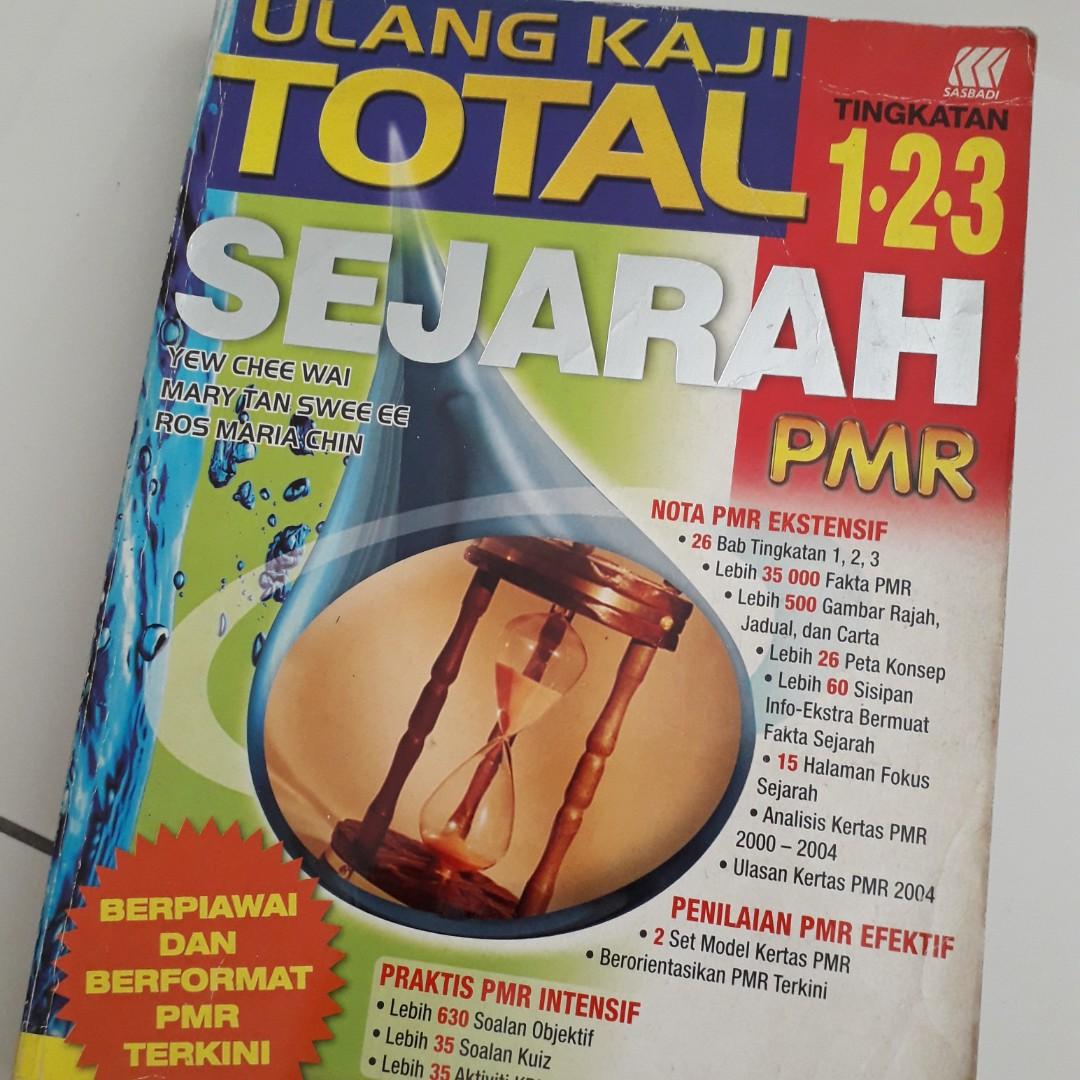 ULANG KAJI
TOTAL
SASBADI
TINGKATAN
1•2•3
SEJARAH
YEW CHEE WAI
MARY TAN SWEE EE
ROS MARIA CHIN
PMR
NOTA PMR EKSTENSIF
• 26 Bab Tingkatan 1, 2, 3
• Lebih 35 000 Fakta PMR
• Lebih 500 Gambar Rajah,
Jadual, dan Carta
• Lebih 26 Peta Konsep
• Lebih 60 Sisipan
Info-Ekstra Bermuat
Fakta Sejarah
• 15 Halaman Fokus
Sejarah
• Analisis Kertas PMR
2000 – 2004
• Ulasan Kertas PMR 2004
PENILAIAN PMR EFEKTIF
• 2 Set Model Kertas PMR
• Berorientasikan PMR Terkini
PRAKTIS PMR INTENSIF
• Lebih 630 Soalan Objektif
• Lebih 35 Soalan Kuiz
• Lebih 35 Aktiviti
BERPIAWAI
DAN
BERFORMAT
PMR
TERKINI